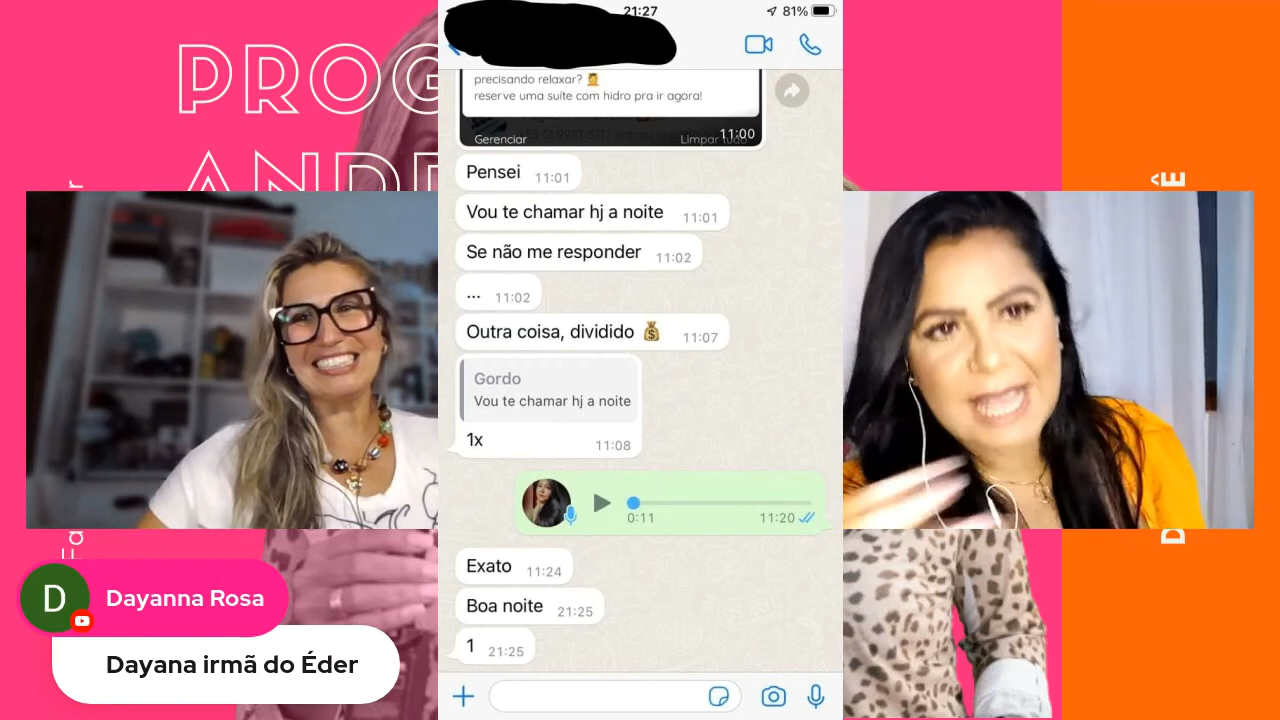 PROG
21:27
81%
precisando relaxar? 💆
reserve uma suíte com hidro pra ir agora!
Gerenciar
Limpar tudo
11:00
Pensei 11:01
Vou te chamar hj a noite 11:01
Se não me responder 11:02
... 11:02
Outra coisa, dividido 💰 11:07
Gordo
Vou te chamar hj a noite
1x 11:08
0:11 11:20
Exato 11:24
Boa noite 21:25
1 21:25
D
Dayanna Rosa
Dayana irmã do Éder
Fa
r
Ê
D